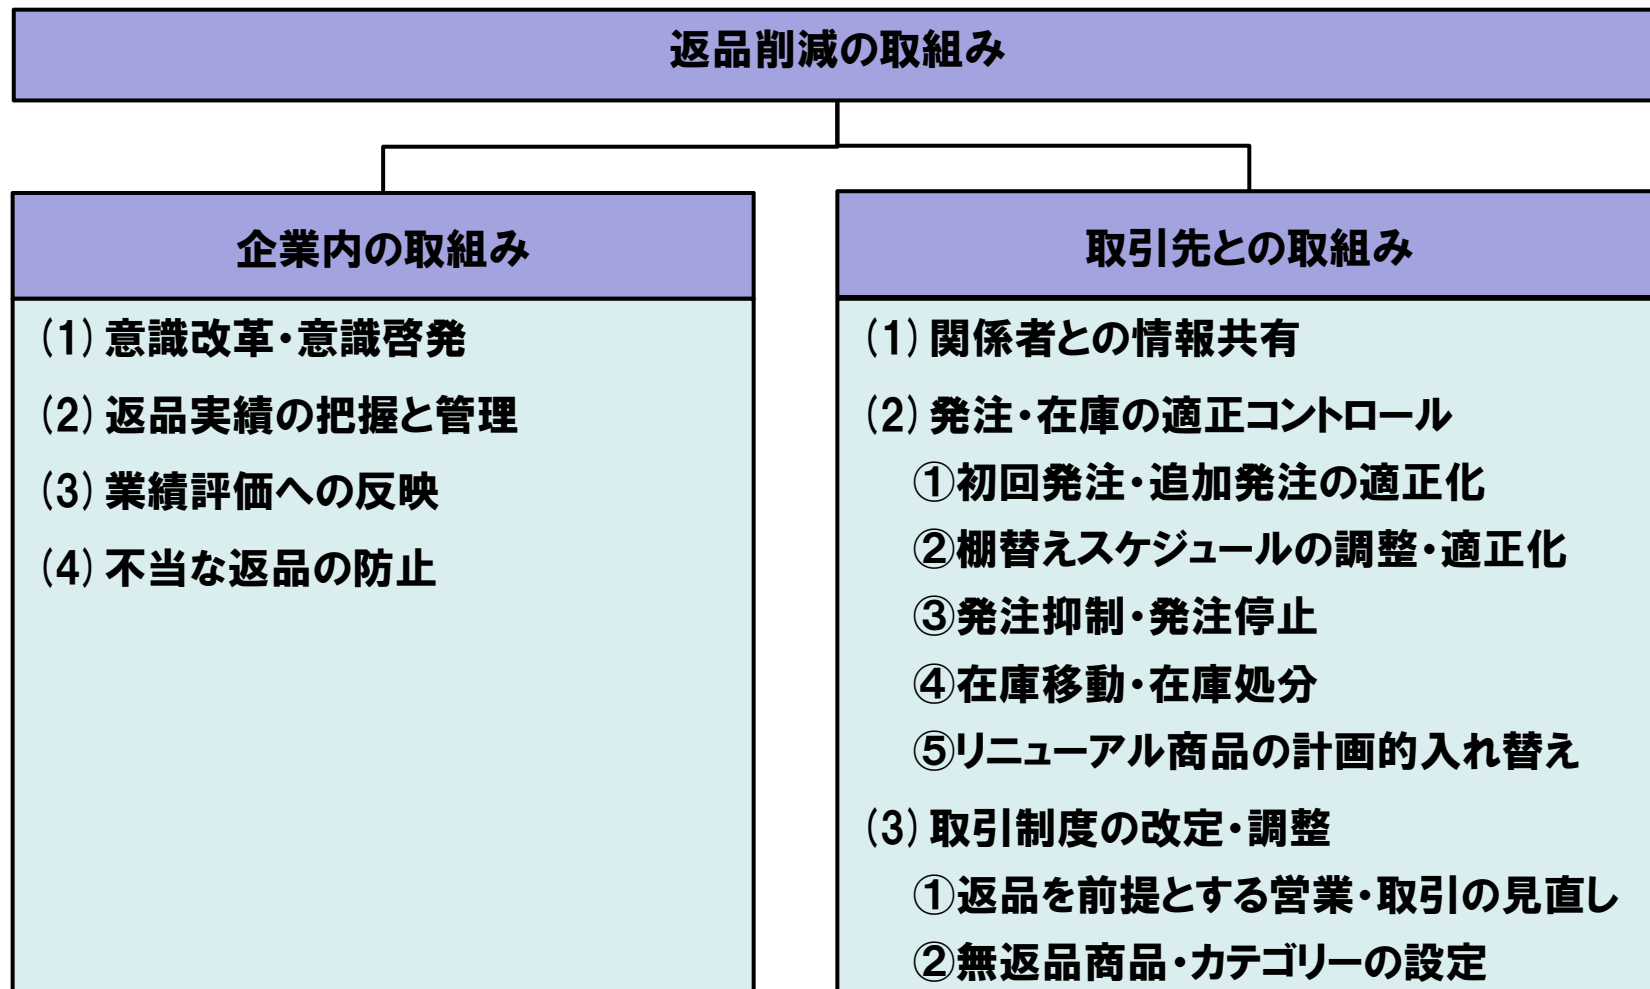 返品削減の取組み
企業内の取組み
(1) 意識改革・意識啓発
(2) 返品実績の把握と管理
(3) 業績評価への反映
(4) 不当な返品の防止
取引先との取組み
(1) 関係者との情報共有
(2) 発注・在庫の適正コントロール
①初回発注・追加発注の適正化
②棚替えスケジュールの調整・適正化
③発注抑制・発注停止
④在庫移動・在庫処分
⑤リニューアル商品の計画的入れ替え
(3) 取引制度の改定・調整
①返品を前提とする営業・取引の見直し
②無返品商品・カテゴリーの設定